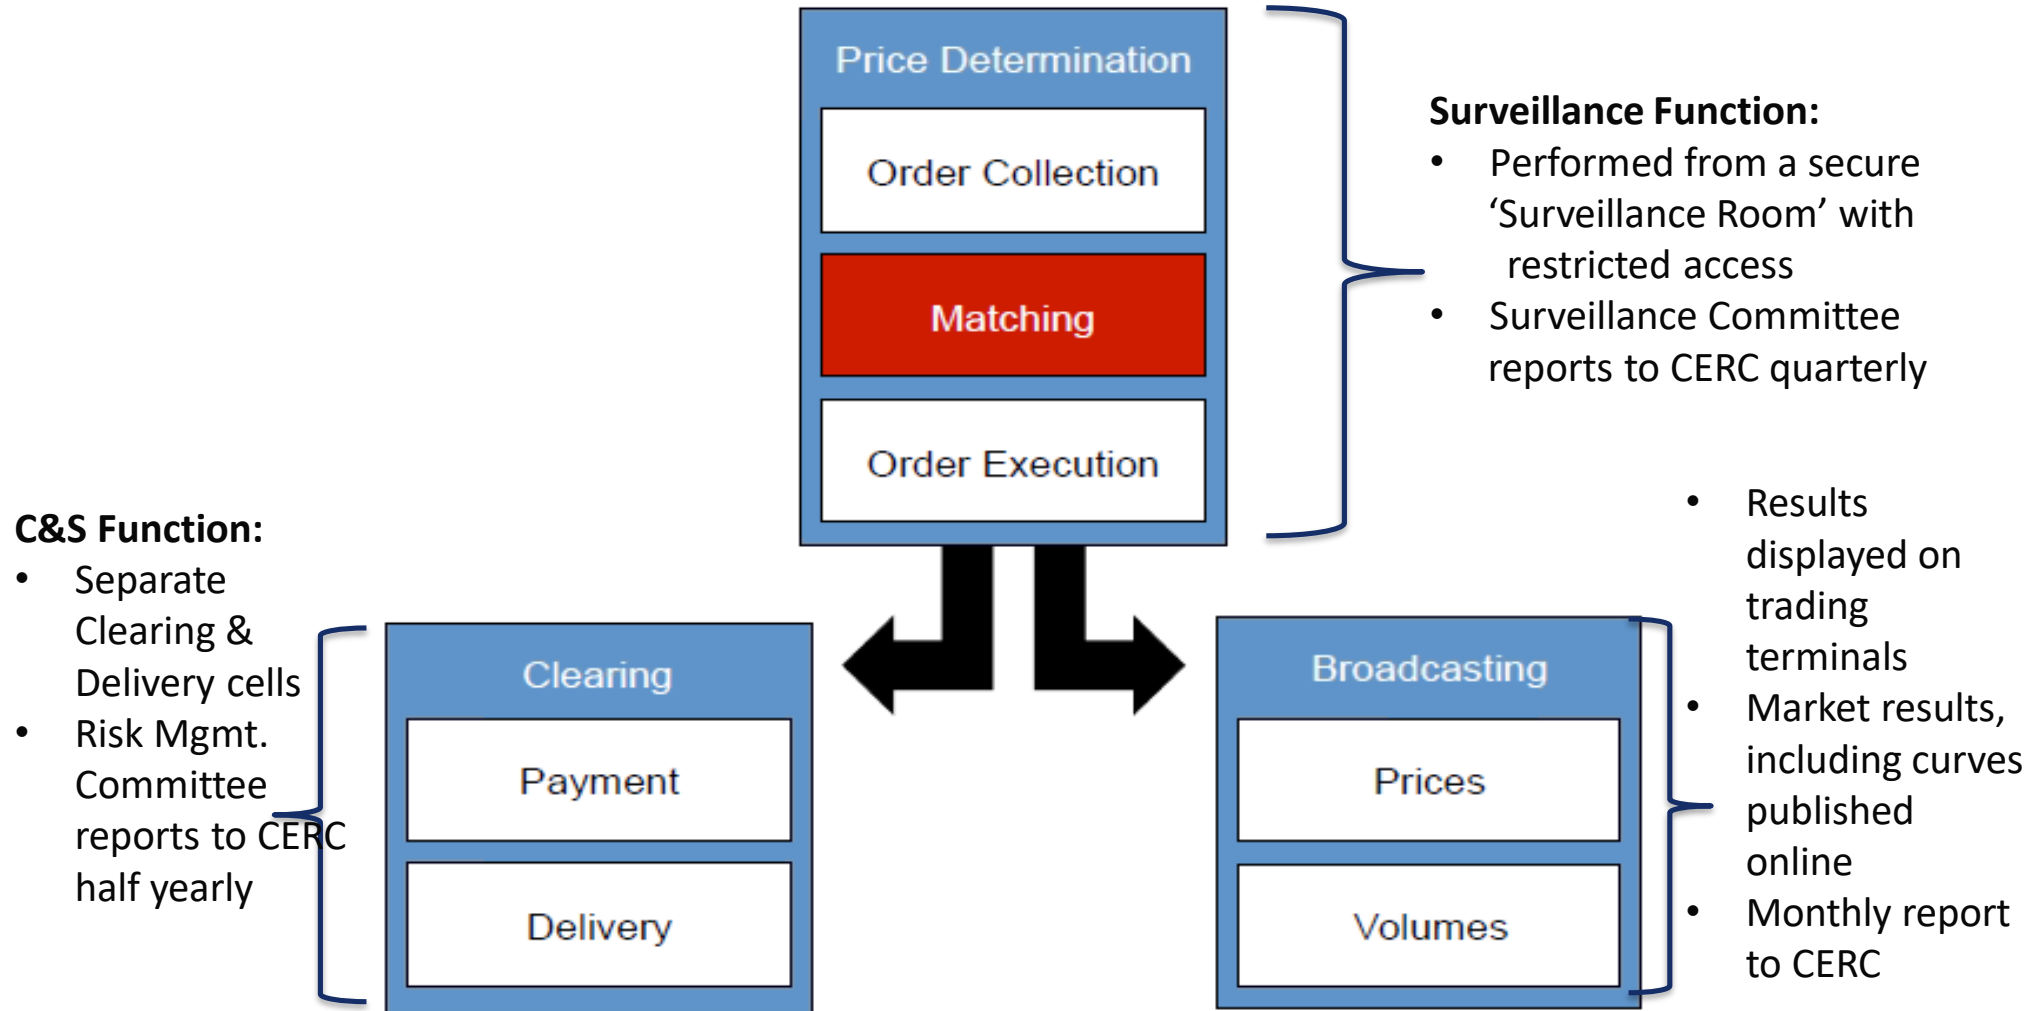 Price Determination
Order Collection
Matching
Order Execution
Surveillance Function:
• Performed from a secure
‘Surveillance Room’ with
restricted access
• Surveillance Committee
reports to CERC quarterly
C&S Function:
• Separate
Clearing &
Delivery cells
• Risk Mgmt.
Committee
reports to CERC
half yearly
Clearing
Payment
Delivery
Broadcasting
Prices
Volumes
• Results
displayed on
trading
terminals
• Market results,
including curves
published
online
• Monthly report
to CERC